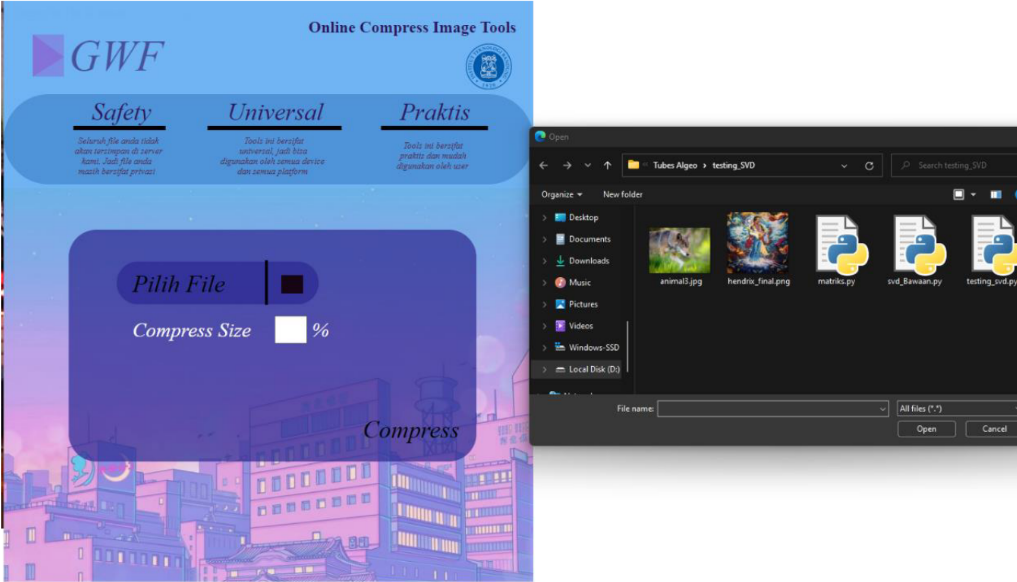 Online Compress Image Tools
GWF
Safety
Seluruh file anda tidak
akan tersimpan di server
kami. Jadi file anda
masih bersifat privasi
Universal
Tools ini bersifat
universal, jadi bisa
digunakan oleh semua device
dan semua platform
Praktis
Tools ini bersifat
praktis dan mudah
digunakan oleh user
Pilih File
Compress Size %
Compress
Open
Tubes Algeo › testing_SVD
Search testing_SVD
Organize
New folder
Desktop
Documents
Downloads
Music
Pictures
Videos
Windows-SSD
Local Disk (D:)
animal3.jpg
hendrix_final.png
matriks.py
svd_Bawaan.py
testing_svd.py
File name:
All files (*.*)
Open
Cancel